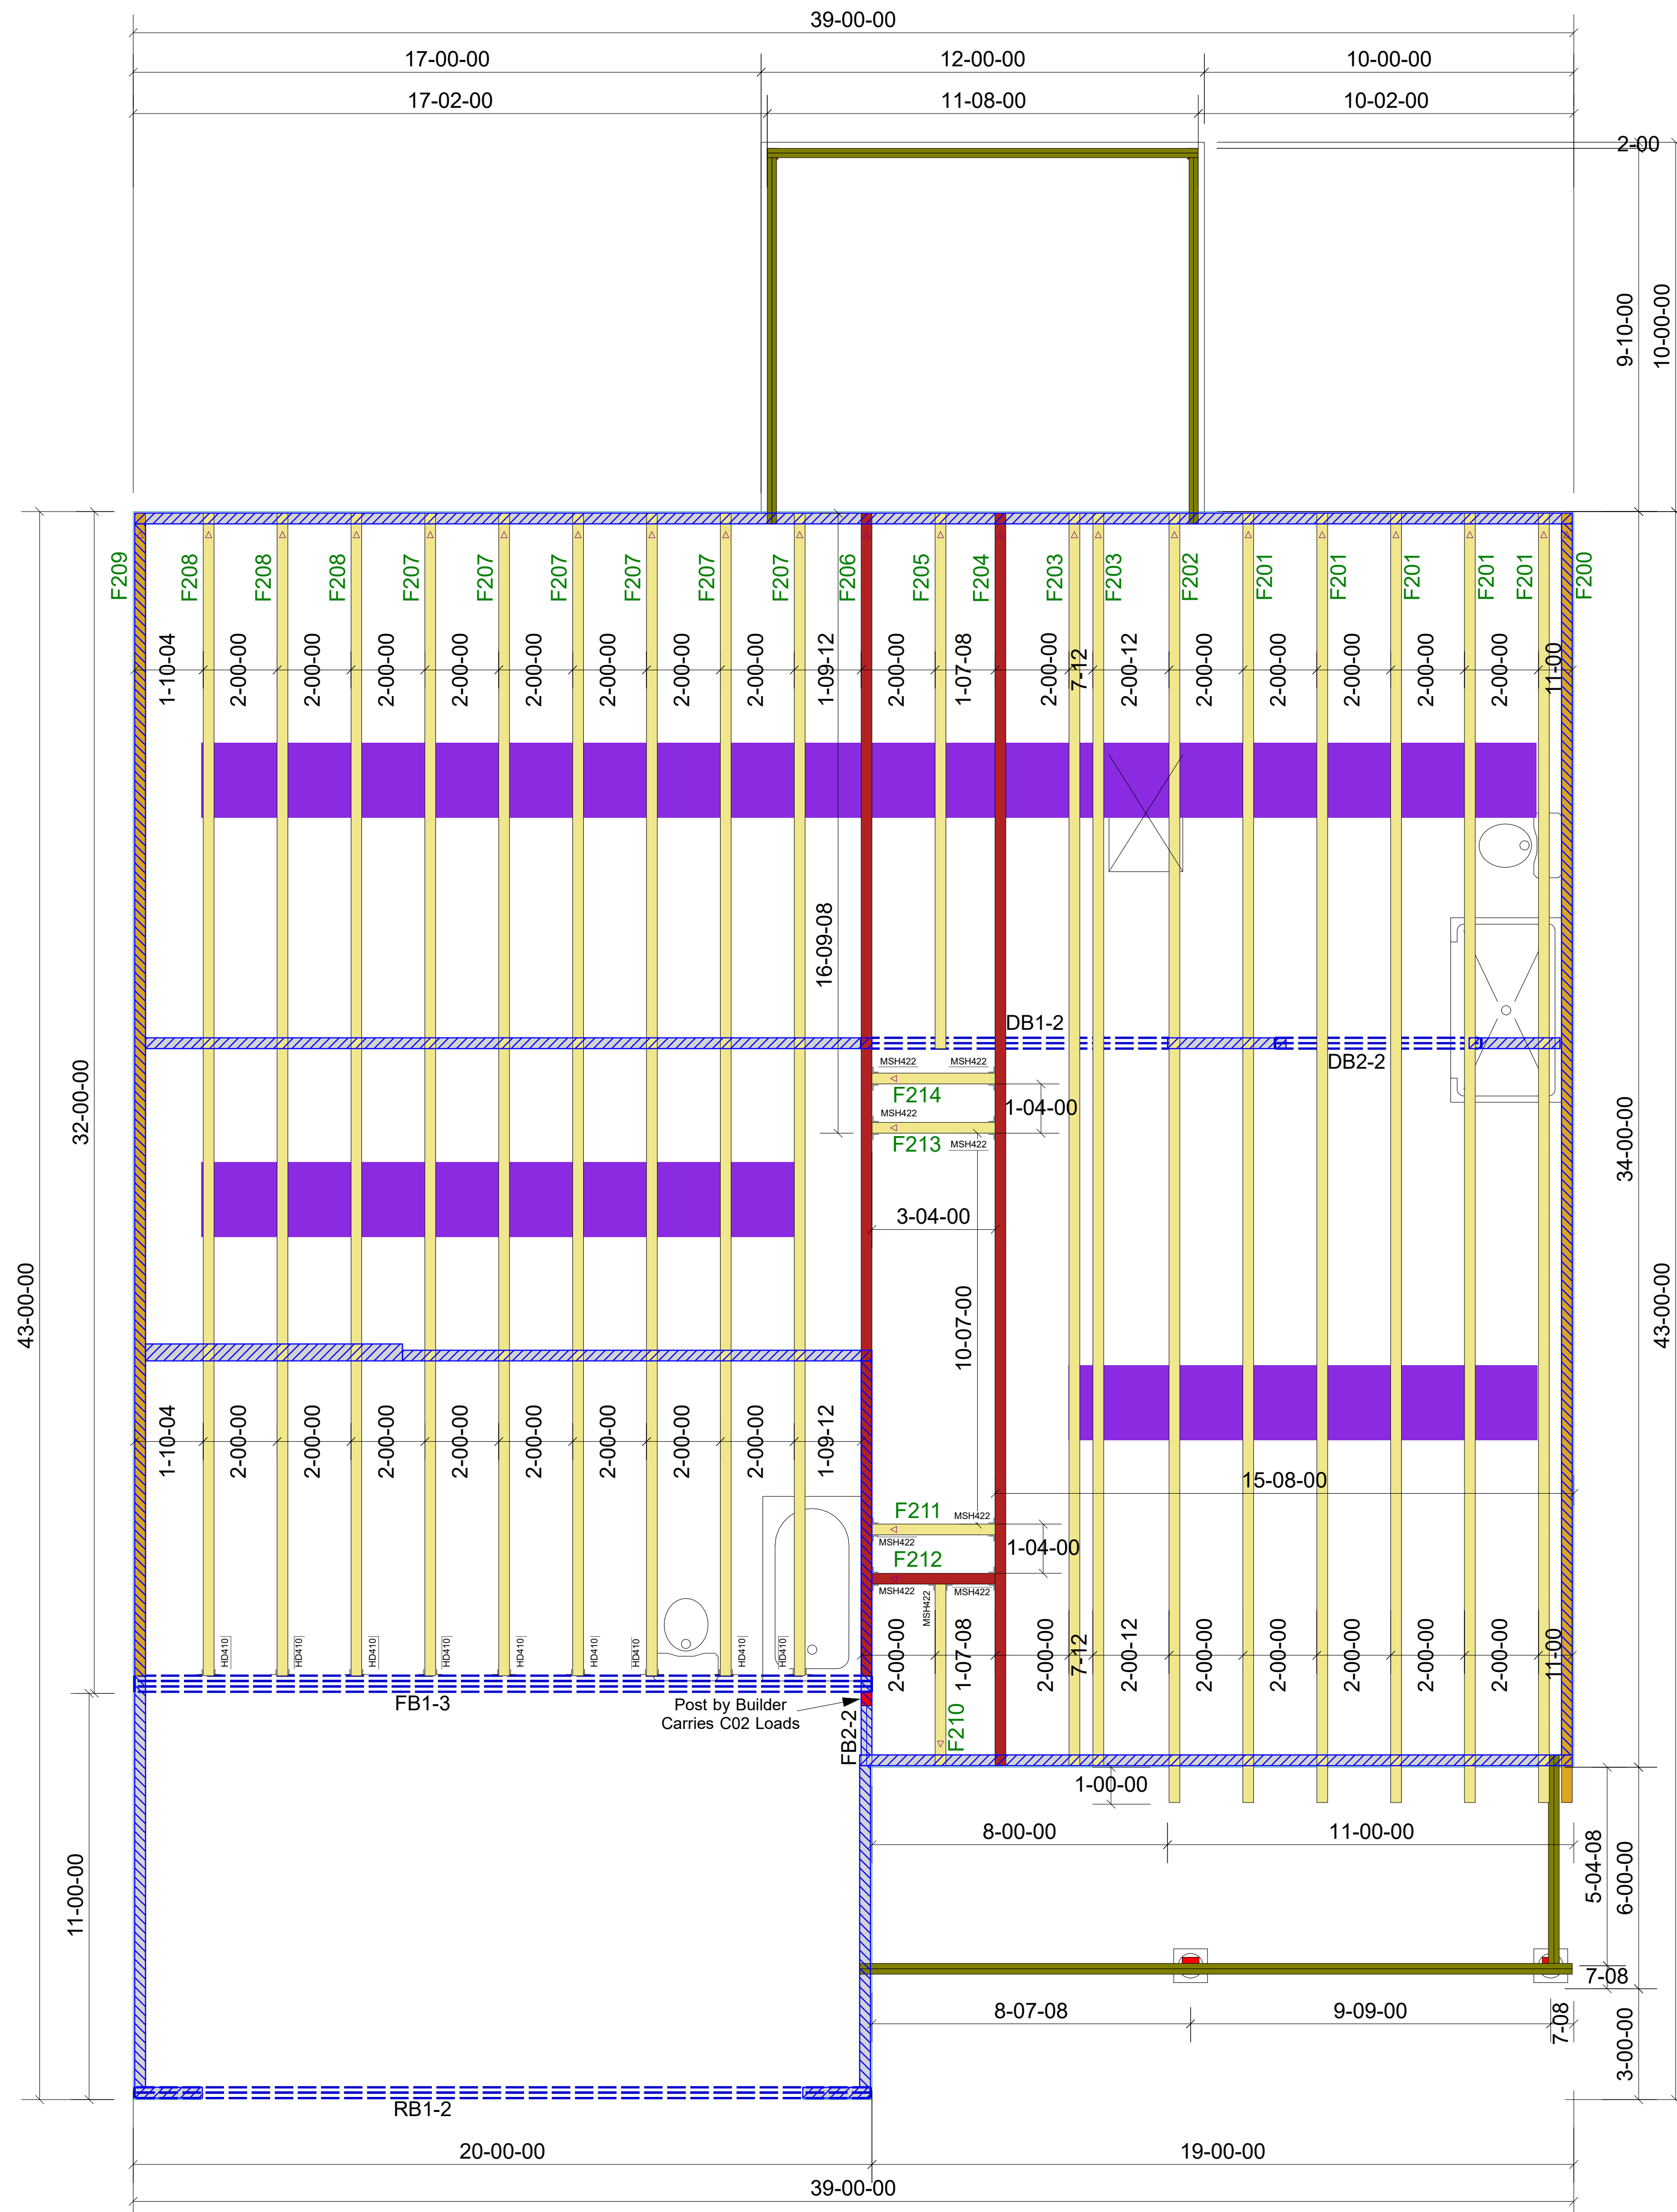 39-00-00
17-00-00
12-00-00
10-00-00
17-02-00
11-08-00
10-02-00
2-00
9-10-00
10-00-00
F209
F208
F208
F208
F207
F207
F207
F207
F207
F207
F206
F205
F204
F203
F203
F202
F201
F201
F201
F201
F201
F200
1-10-04
2-00-00
2-00-00
2-00-00
2-00-00
2-00-00
2-00-00
2-00-00
2-00-00
1-09-12
2-00-00
1-07-08
2-00-00
7-12
2-00-12
2-00-00
2-00-00
2-00-00
2-00-00
2-00-00
11-00
16-09-08
DB1-2
DB2-2
MSH422
MSH422
F214
1-04-00
MSH422
F213
MSH422
32-00-00
34-00-00
3-04-00
43-00-00
43-00-00
10-07-00
1-10-04
2-00-00
2-00-00
2-00-00
2-00-00
2-00-00
2-00-00
2-00-00
2-00-00
1-09-12
15-08-00
F211
MSH422
MSH422
1-04-00
F212
MSH422
MSH422
MSH422
HD410
HD410
HD410
HD410
HD410
HD410
HD410
HD410
HD410
2-00-00
1-07-08
2-00-00
7-12
2-00-12
2-00-00
2-00-00
2-00-00
2-00-00
2-00-00
11-00
FB1-3
Post by Builder
Carries C02 Loads
FB2-2
F210
1-00-00
8-00-00
11-00-00
5-04-08
6-00-00
11-00-00
7-08
8-07-08
9-09-00
7-08
3-00-00
RB1-2
20-00-00
19-00-00
39-00-00